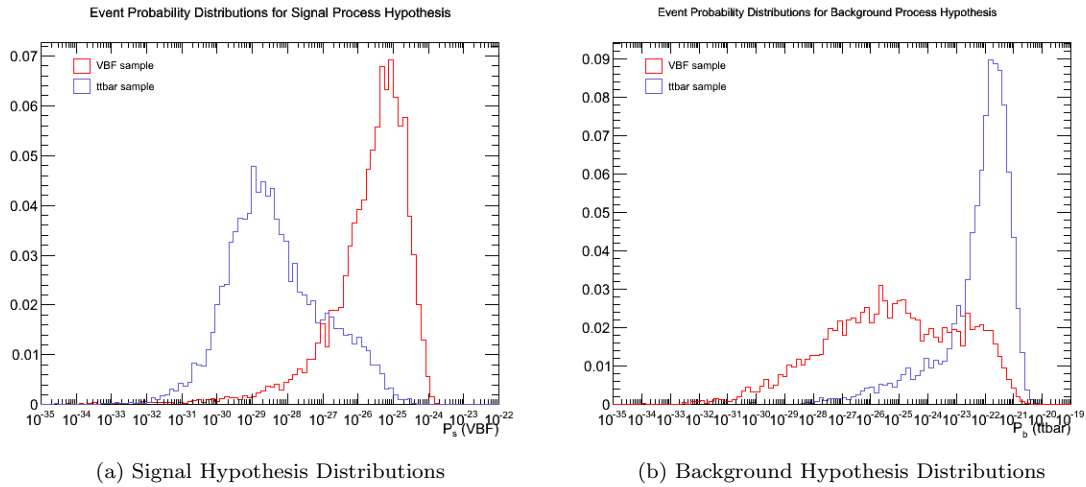 Event Probability Distributions for Signal Process Hypothesis
VBF sample
ttbar sample
0.07
0.06
0.05
0.04
0.03
0.02
0.01
0
10^-35 10^-34 10^-33 10^-32 10^-31 10^-30 10^-29 10^-28 10^-27 10^-26 10^-25 10^-24 10^-23 10^-22
P_s (VBF)
(a) Signal Hypothesis Distributions
Event Probability Distributions for Background Process Hypothesis
VBF sample
ttbar sample
0.09
0.08
0.07
0.06
0.05
0.04
0.03
0.02
0.01
0
10^-35 10^-34 10^-33 10^-32 10^-31 10^-30 10^-29 10^-28 10^-27 10^-26 10^-25 10^-24 10^-23 10^-22 10^-21 10^-20 10^-19
P_b (ttbar)
(b) Background Hypothesis Distributions